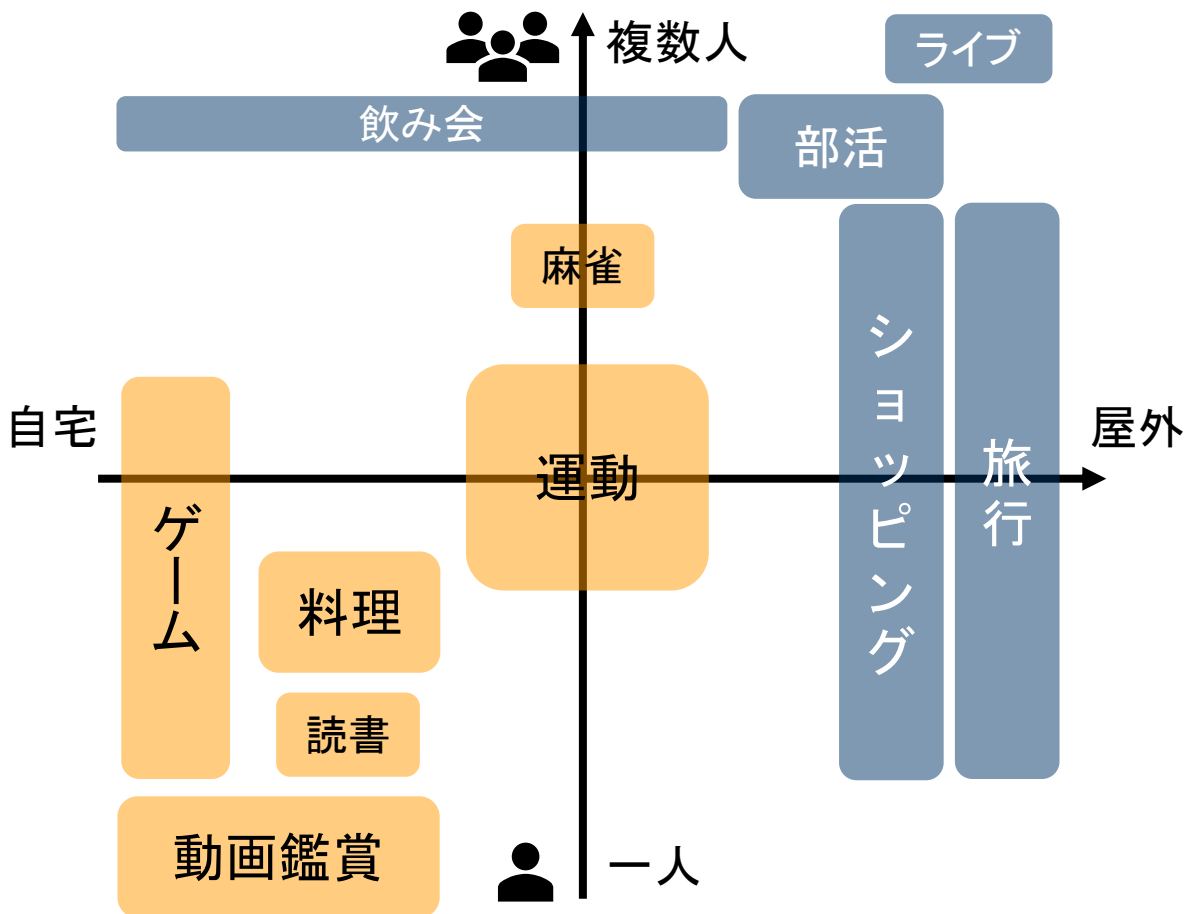 複数人
ライブ
飲み会
部活
麻雀
ショッピング
自宅
屋外
運動
旅行
ゲーム
料理
読書
動画鑑賞
一人